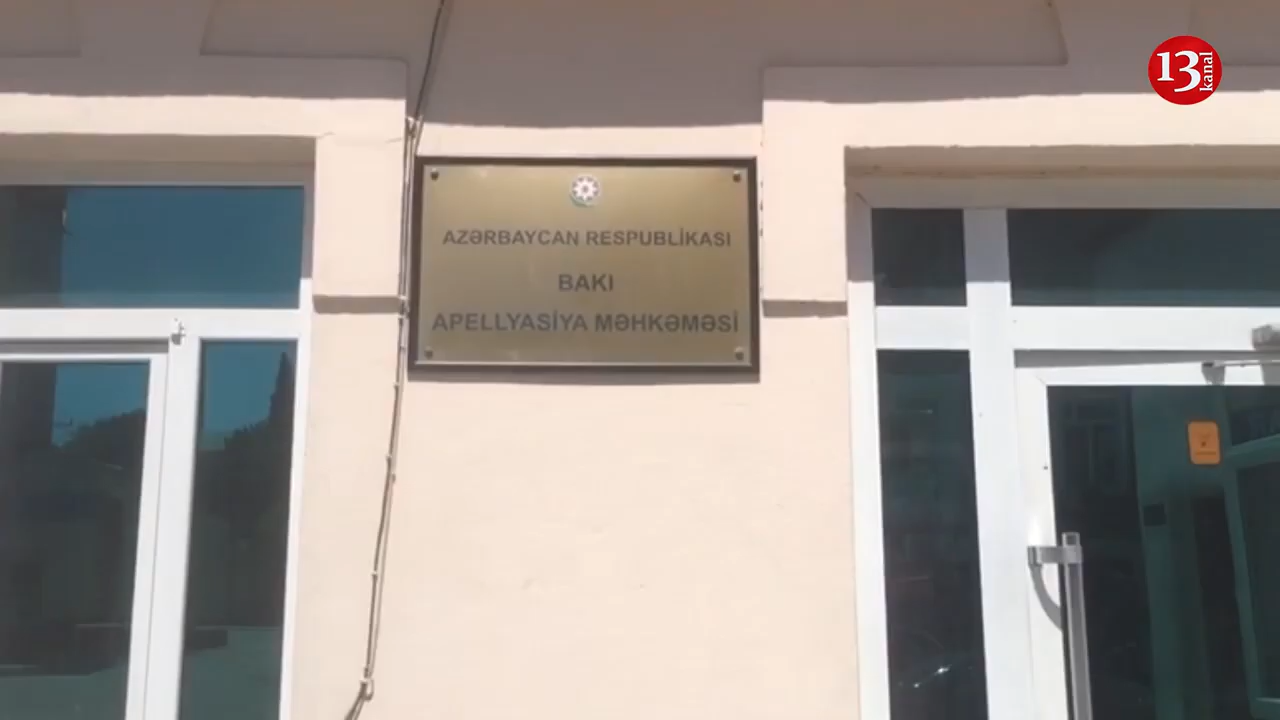 13 kanal
AZƏRBAYCAN RESPUBLİKASI
BAKI
APELLYASİYA MƏHKƏMƏSİ